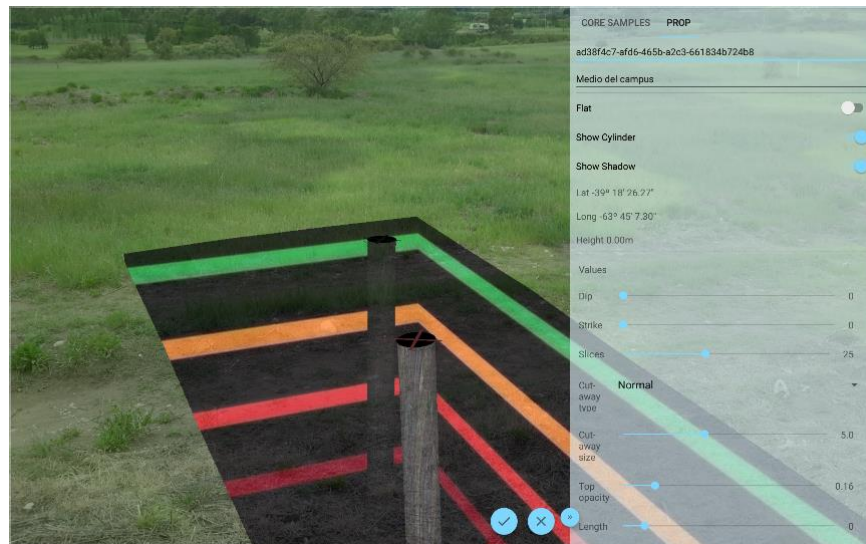 CORE SAMPLES PROP
ad38f4c7-afd6-465b-a2c3-661834b724b8
Medio del campus
Flat
Show Cylinder
Show Shadow
Lat -39º 18' 26.27"
Long -63º 45' 7.30"
Height 0.00m
Values
Dip 0
Strike 0
Slices 25
Cut-
away
type
Normal
Cut-
away
size
5.0
Top
opacity
0.16
Length 0